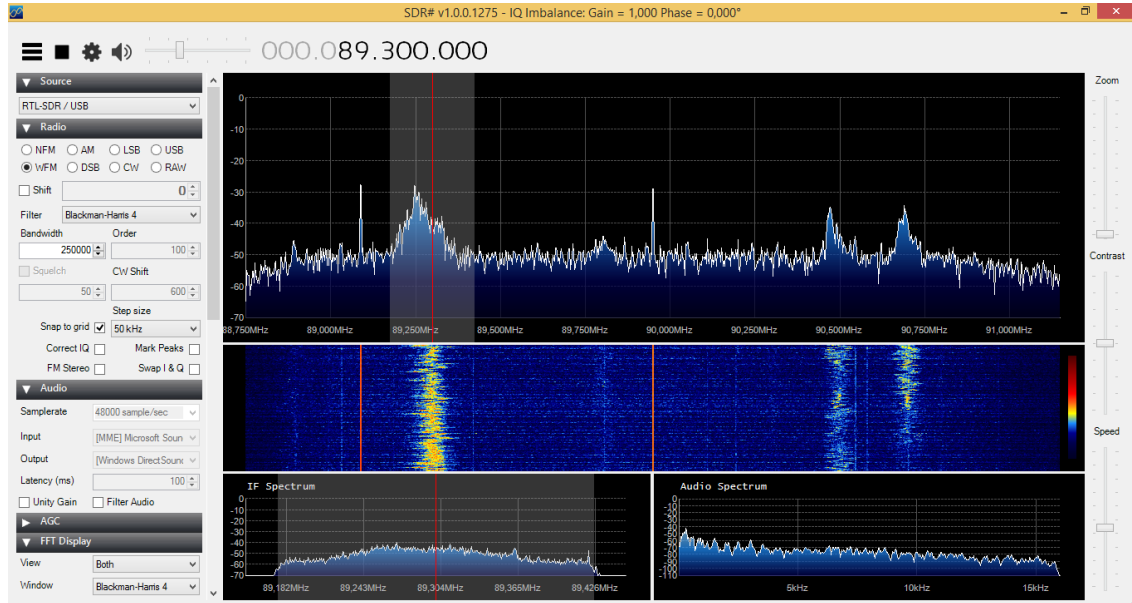 SDR# v1.0.0.1275 - IQ Imbalance: Gain = 1,000 Phase = 0,000°
000.089.300.000
Source
RTL-SDR / USB
Radio
NFM AM LSB USB
WFM DSB CW RAW
Shift 0
Filter Blackman-Harris 4
Bandwidth Order
250000 100
Squelch CW Shift
50 600
Step size
Snap to grid 50 kHz
Correct IQ Mark Peaks
FM Stereo Swap I & Q
Audio
Samplerate 48000 sample/sec
Input [MME] Microsoft Soun
Output [Windows DirectSoun
Latency (ms) 100
Unity Gain Filter Audio
AGC
FFT Display
View Both
Window Blackman-Harris 4
0
-10
-20
-30
-40
-50
-60
-70
88,750MHz 89,000MHz 89,250MHz 89,500MHz 89,750MHz 90,000MHz 90,250MHz 90,500MHz 90,750MHz 91,000MHz
IF Spectrum
0
-10
-20
-30
-40
-50
-60
-70
89,182MHz 89,243MHz 89,304MHz 89,365MHz 89,426MHz
Audio Spectrum
0
-110
5kHz 10kHz 15kHz
Zoom
Contrast
Speed